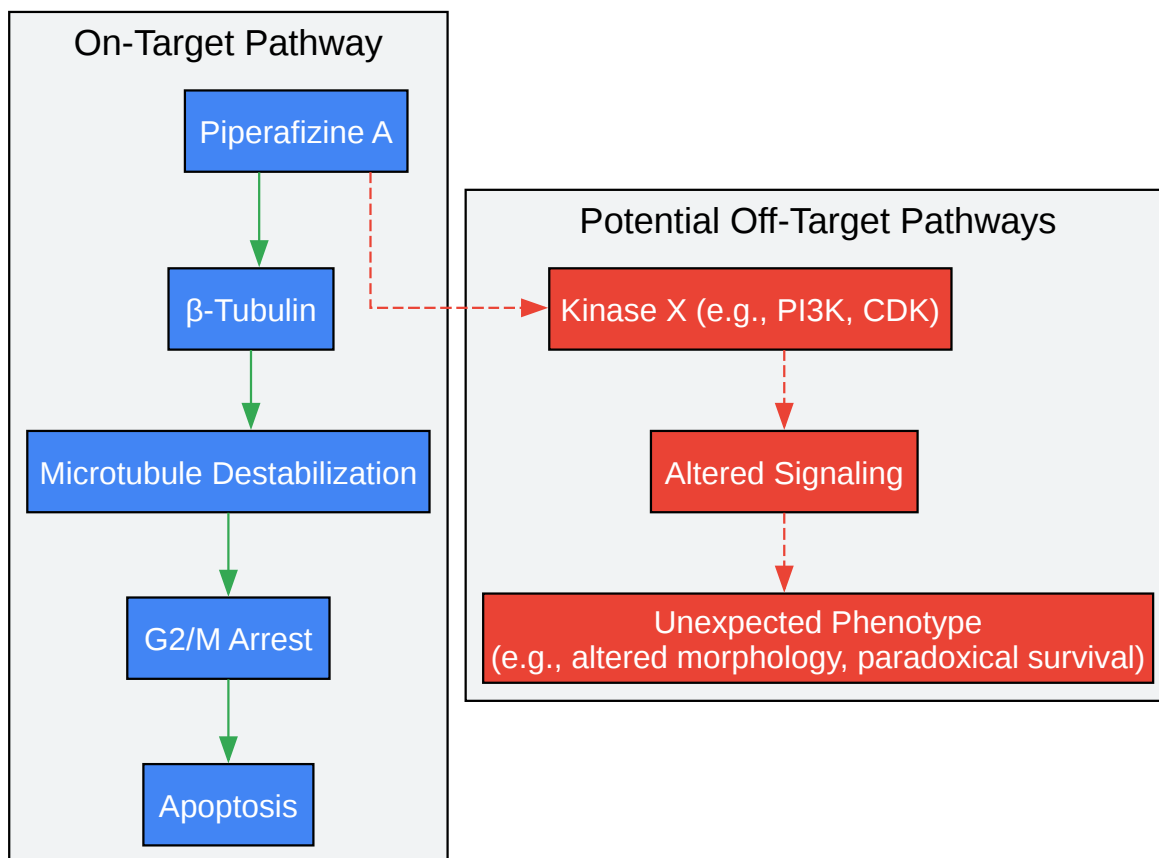 On-Target Pathway
Piperafizine A
β-Tubulin
Microtubule Destabilization
G2/M Arrest
Apoptosis
Potential Off-Target Pathways
Kinase X (e.g., PI3K, CDK)
Altered Signaling
Unexpected Phenotype
(e.g., altered morphology, paradoxical survival)